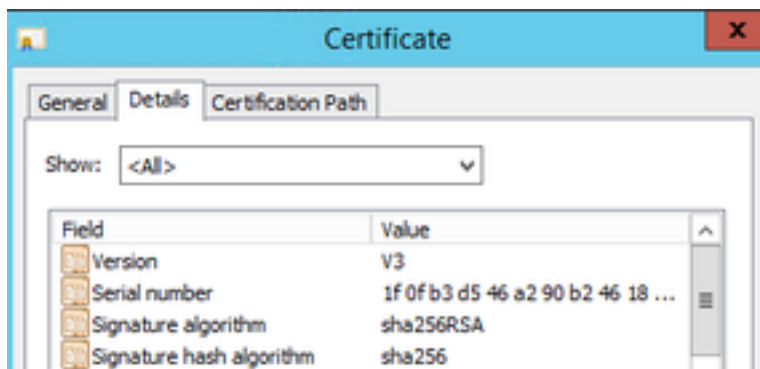 Certificate
x
General Details Certification Path
Show: <All>
Field Value
Version V3
Serial number 1f 0f b3 d5 46 a2 90 b2 46 18 ...
Signature algorithm sha256RSA
Signature hash algorithm sha256